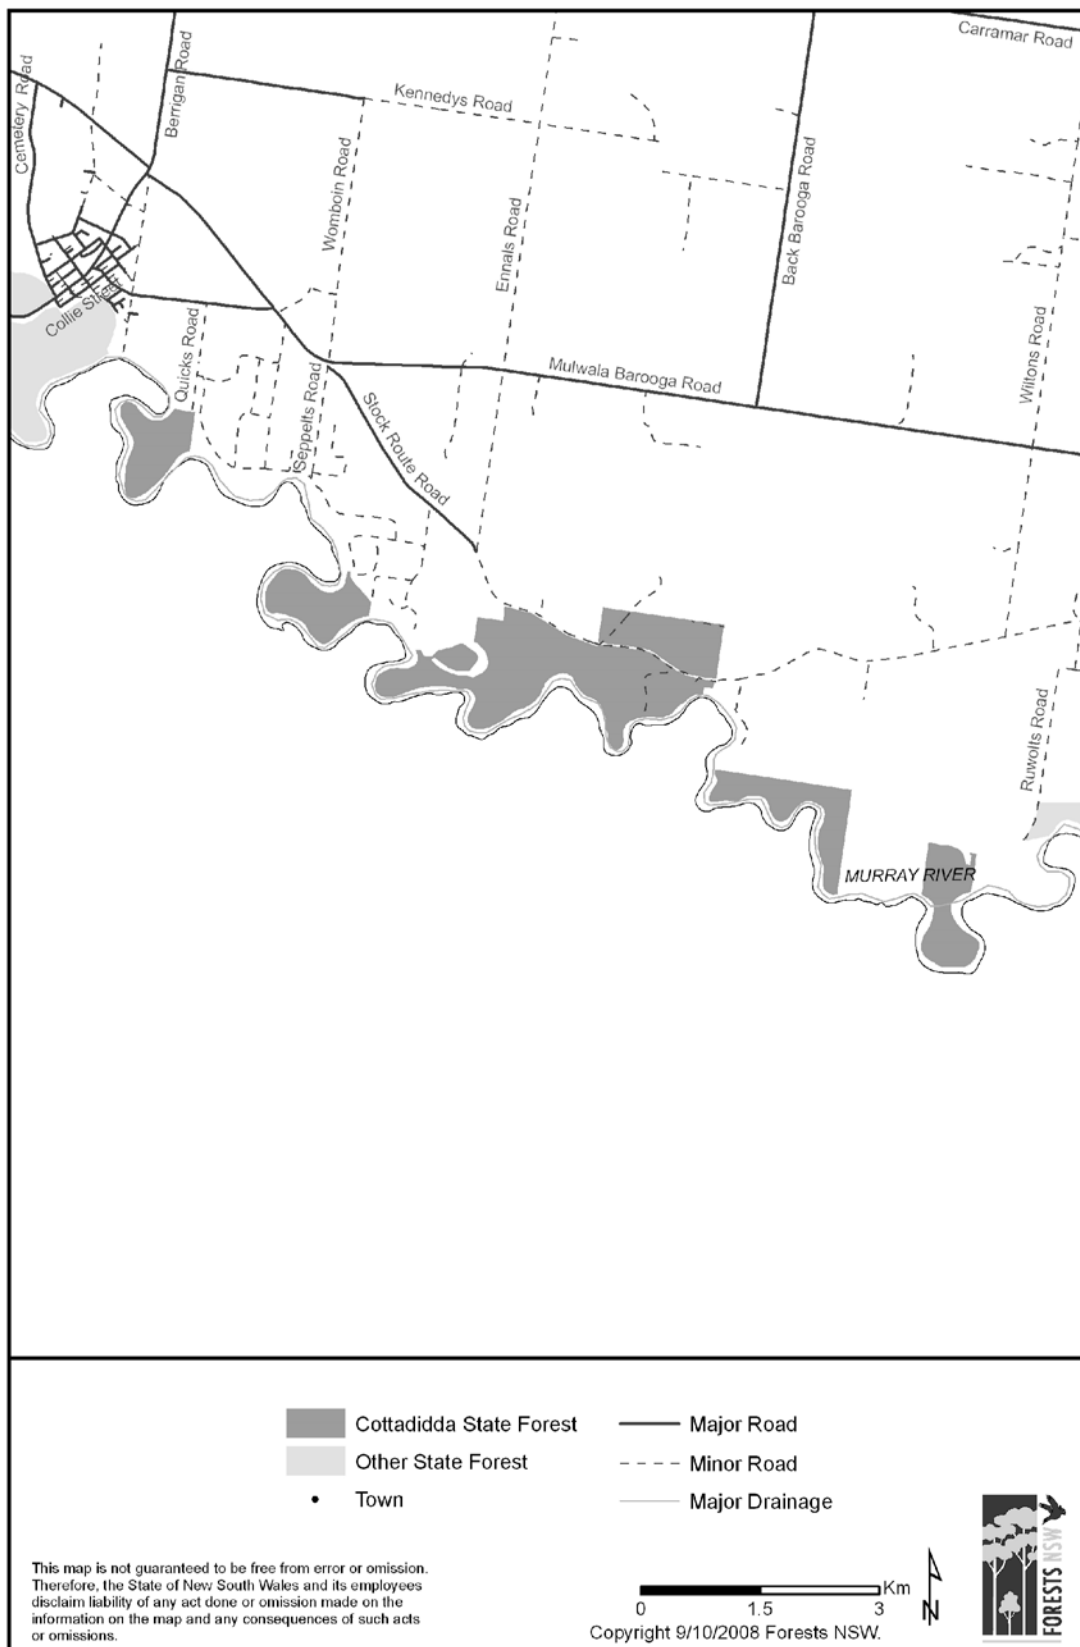 Carramar Road
Cemetery Road
Berrigan Road
Kennedys Road
Womboin Road
Ennals Road
Back Barooga Road
Collie Street
Quicks Road
Seppelts Road
Stock Route Road
Mulwala Barooga Road
Wiltons Road
Ruwolts Road
MURRAY RIVER
Cottadidda State Forest
Other State Forest
Town
Major Road
Minor Road
Major Drainage
This map is not guaranteed to be free from error or omission.
Therefore, the State of New South Wales and its employees
disclaim liability of any act done or omission made on the
information on the map and any consequences of such acts
or omissions.
Km
0 1.5 3
Copyright 9/10/2008 Forests NSW.
N
FORESTS NSW